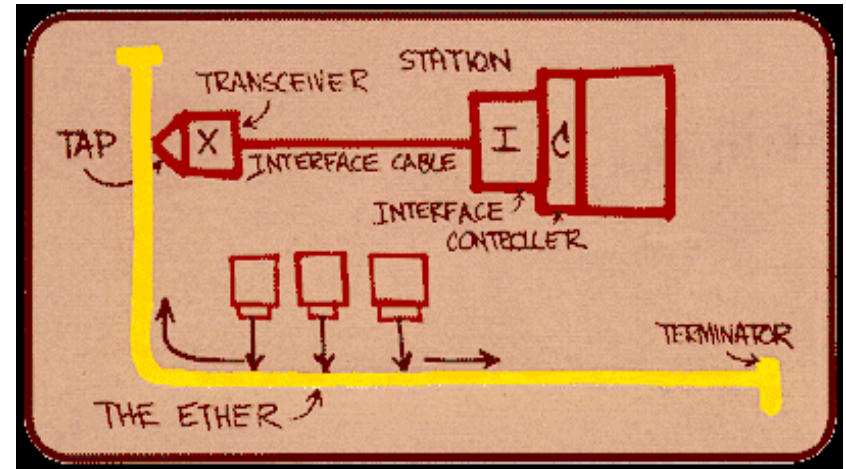 STATION
TRANSCEIVER
TAP
X
I
C
INTERFACE CABLE
INTERFACE
CONTROLLER
TERMINATOR
THE ETHER